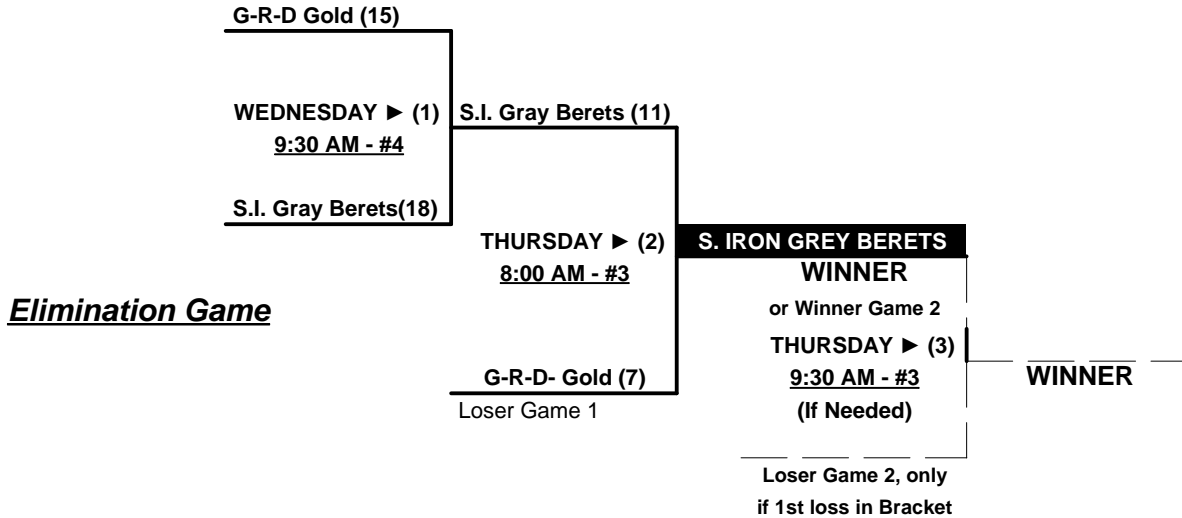 G-R-D Gold (15)
WEDNESDAY ► (1)
9:30 AM - #4
S.I. Gray Berets (11)
S.I. Gray Berets(18)
THURSDAY ► (2)
8:00 AM - #3
S. IRON GREY BERETS
WINNER
or Winner Game 2
Elimination Game
THURSDAY ► (3)
9:30 AM - #3
(If Needed)
WINNER
G-R-D- Gold (7)
Loser Game 1
Loser Game 2, only
if 1st loss in Bracket